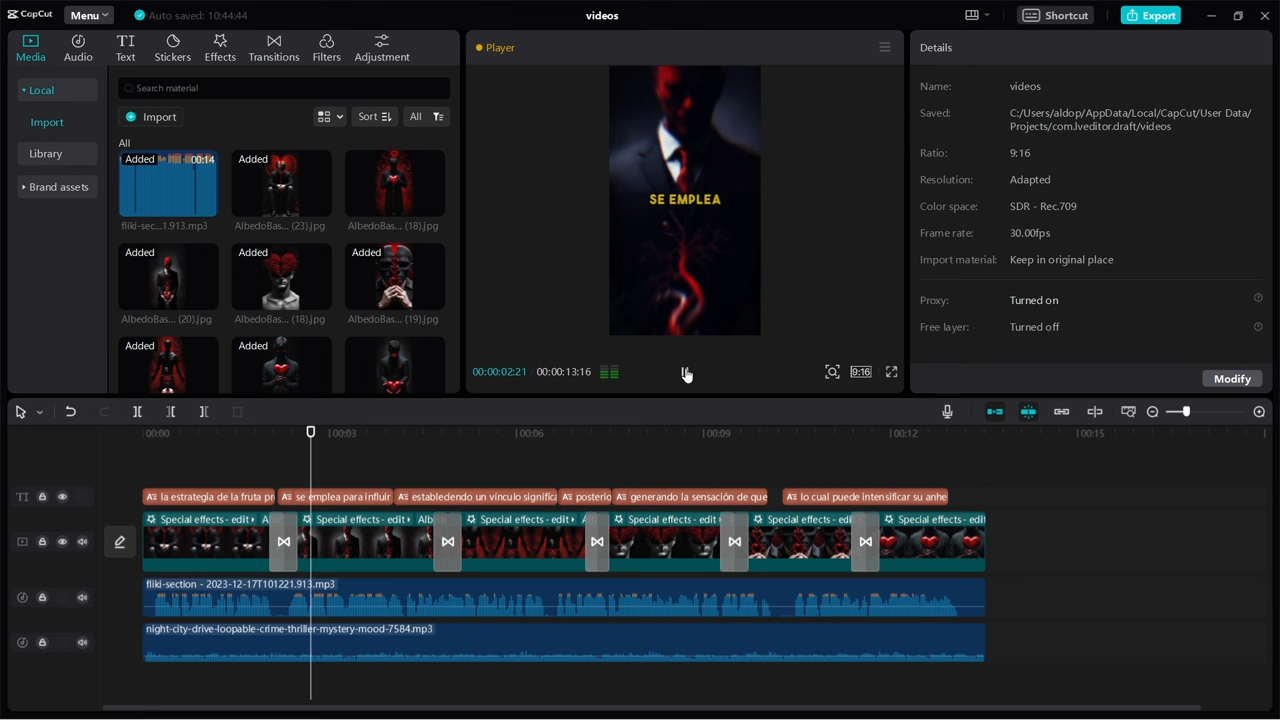 CapCut
Menu
Auto saved: 10:44:44
videos
Shortcut
Export
Media
Audio
Text
Stickers
Effects
Transitions
Filters
Adjustment
Local
Import
Library
Brand assets
Search material
Import
Sort
All
All
Added
00:14
Added
fliki-sec...1.913.mp3
AlbedoBas... (23).jpg
AlbedoBas... (18).jpg
Added
Added
Added
AlbedoBas... (20).jpg
AlbedoBas... (18).jpg
AlbedoBas... (19).jpg
Added
Added
Player
SE EMPLEA
00:00:02:21
00:00:13:16
9:16
Details
Name:
videos
Saved:
C:/Users/aldop/AppData/Local/CapCut/User Data/
Projects/com.lveditor.draft/videos
Ratio:
9:16
Resolution:
Adapted
Color space:
SDR - Rec.709
Frame rate:
30.00fps
Import material:
Keep in original place
Proxy:
Turned on
Free layer:
Turned off
Modify
00:00
00:03
00:06
00:09
00:12
00:15
TI
la estrategia de la fruta pr
se emplea para influir
estableciendo un vínculo significa
posterio
generando la sensación de que
lo cual puede intensificar su anhe
Special effects - edit
Special effects - edit
Alb
Special effects - edit
Special effects - edit
Special effects - edi
Special effects - edit
fliki-section - 2023-12-17T101221.913.mp3
night-city-drive-loopable-crime-thriller-mystery-mood-7584.mp3